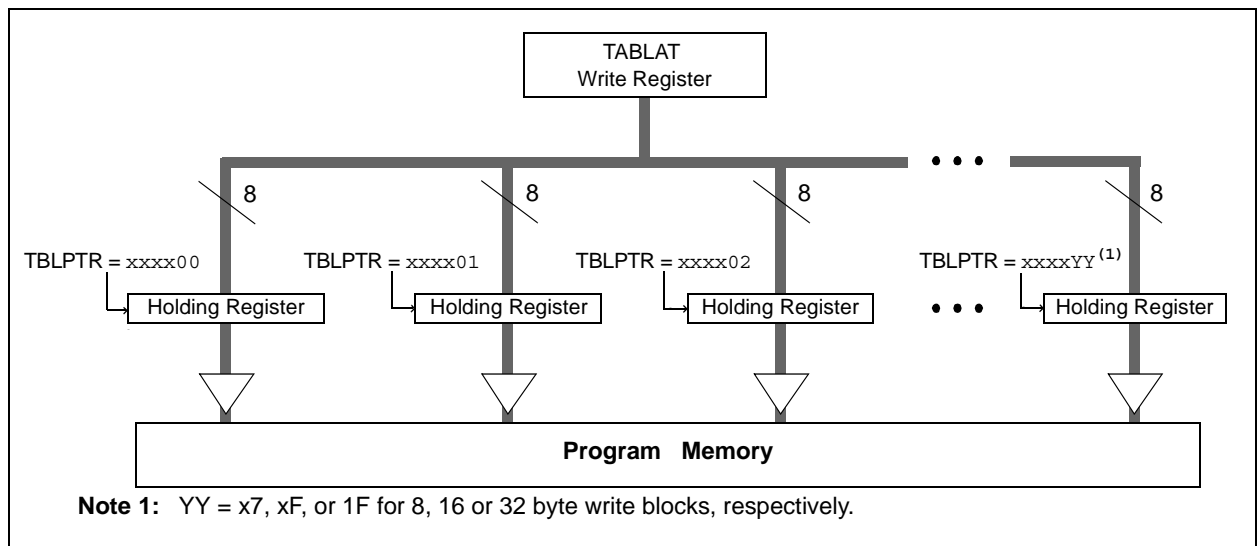 TABLAT
Write Register
8 8 8 8
TBLPTR = xxxx00 TBLPTR = xxxx01 TBLPTR = xxxx02 TBLPTR = xxxxYY(1)
Holding Register Holding Register Holding Register Holding Register
Program Memory
Note 1: YY = x7, xF, or 1F for 8, 16 or 32 byte write blocks, respectively.